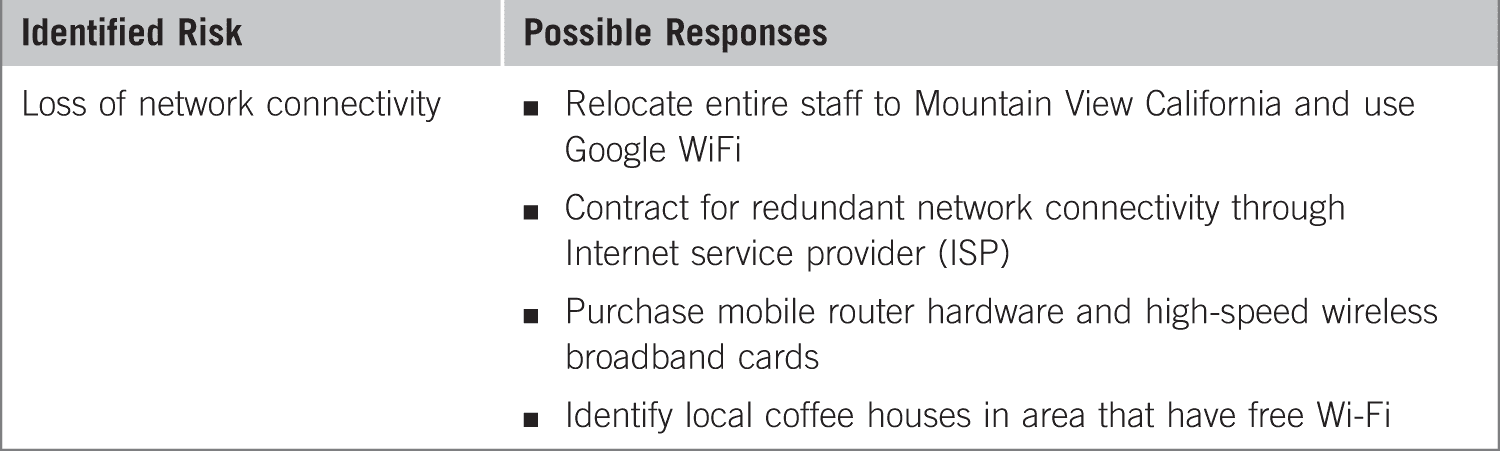 Identified Risk
Possible Responses
Loss of network connectivity
■ Relocate entire staff to Mountain View California and use
Google WiFi
■ Contract for redundant network connectivity through
Internet service provider (ISP)
■ Purchase mobile router hardware and high-speed wireless
broadband cards
■ Identify local coffee houses in area that have free Wi-Fi